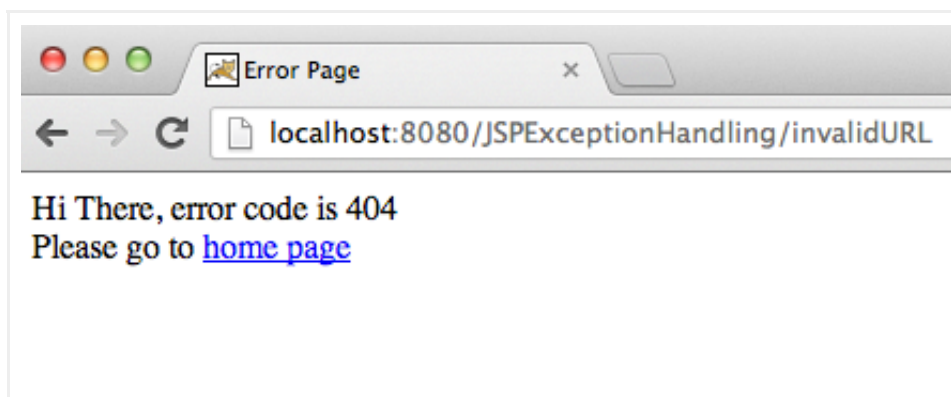 Error Page
localhost:8080/JSPExceptionHandling/invalidURL
Hi There, error code is 404
Please go to home page